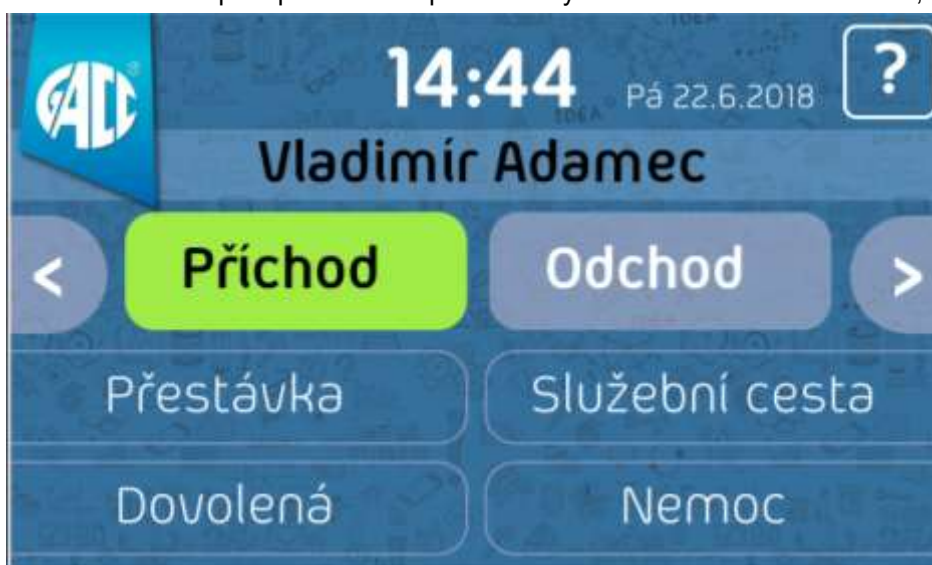 14:44 Pá 22.6.2018 ?
GACC®
Vladimír Adamec
< Příchod Odchod >
Přestávka Služební cesta
Dovolená Nemoc